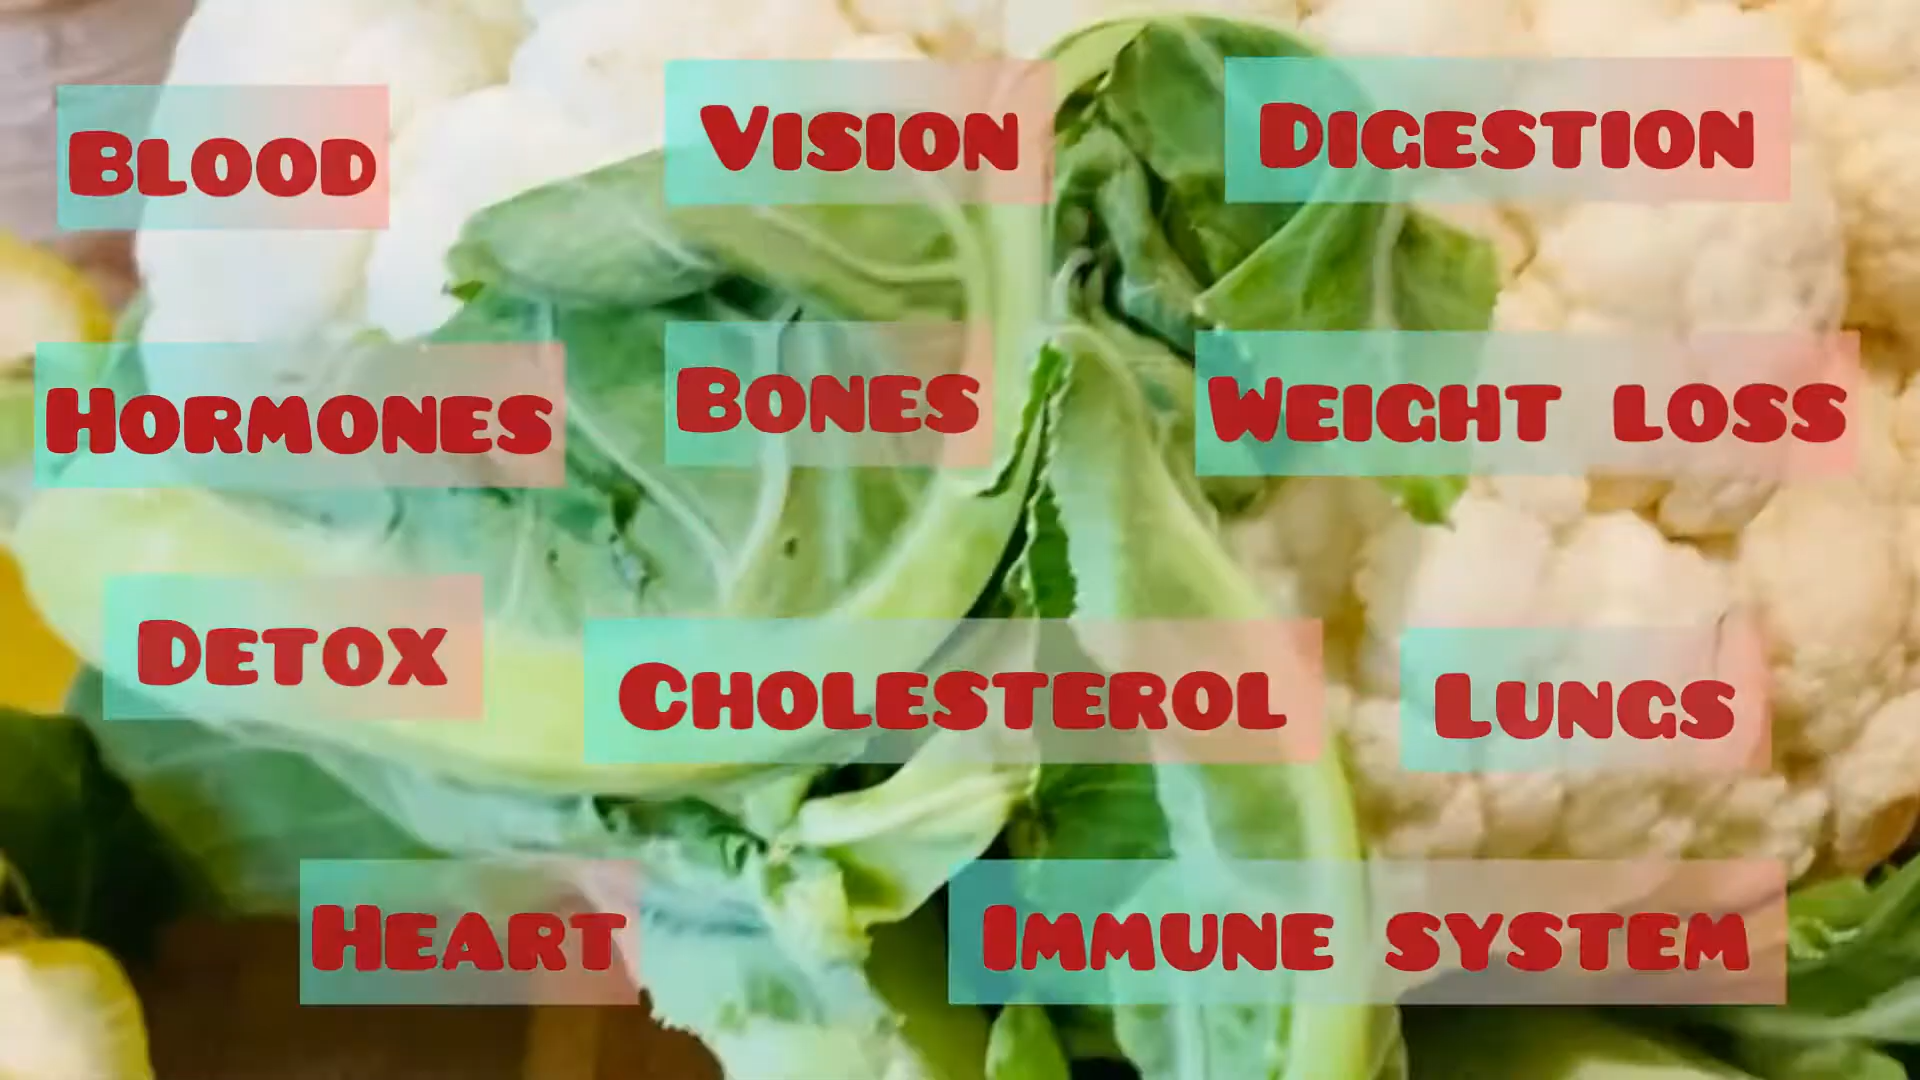 Blood
Vision
Digestion
Hormones
Bones
Weight loss
Detox
Cholesterol
Lungs
Heart
Immune system